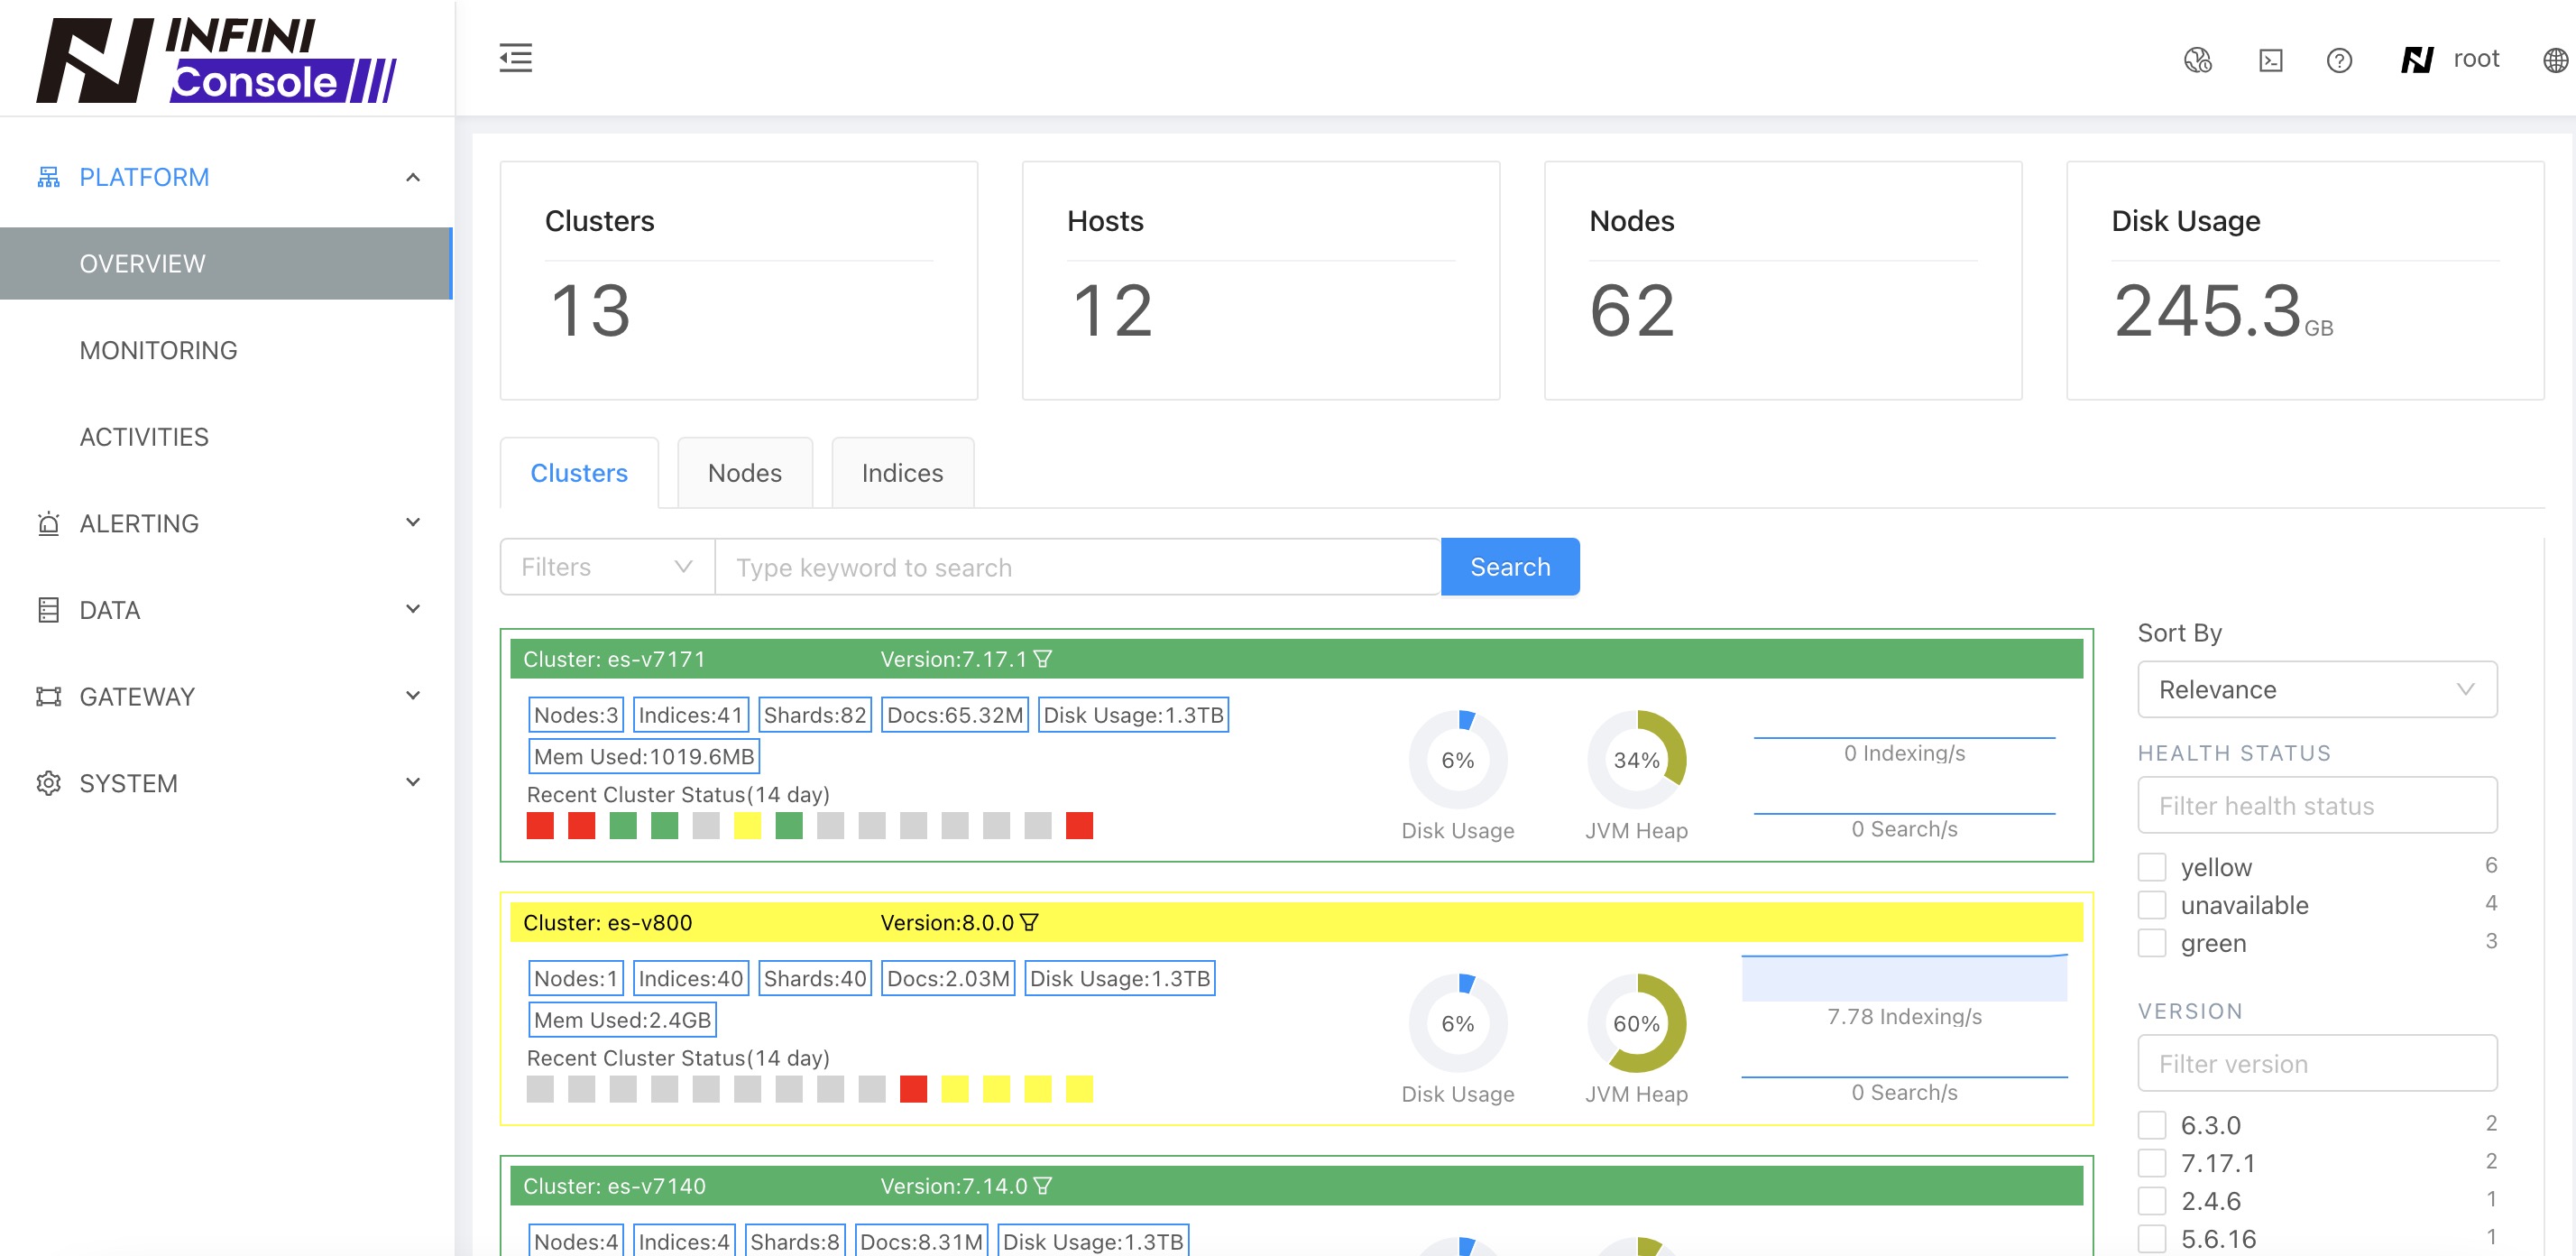 INFINI
Console
root
PLATFORM
OVERVIEW
MONITORING
ACTIVITIES
ALERTING
DATA
GATEWAY
SYSTEM
Clusters
13
Hosts
12
Nodes
62
Disk Usage
245.3GB
Clusters Nodes Indices
Filters Type keyword to search Search
Cluster: es-v7171 Version:7.17.1
Nodes:3 Indices:41 Shards:82 Docs:65.32M Disk Usage:1.3TB
Mem Used:1019.6MB
Recent Cluster Status(14 day)
6%
Disk Usage
34%
JVM Heap
0 Indexing/s
0 Search/s
Cluster: es-v800 Version:8.0.0
Nodes:1 Indices:40 Shards:40 Docs:2.03M Disk Usage:1.3TB
Mem Used:2.4GB
Recent Cluster Status(14 day)
6%
Disk Usage
60%
JVM Heap
7.78 Indexing/s
0 Search/s
Cluster: es-v7140 Version:7.14.0
Nodes:4 Indices:4 Shards:8 Docs:8.31M Disk Usage:1.3TB
Sort By
Relevance
HEALTH STATUS
Filter health status
yellow 6
unavailable 4
green 3
VERSION
Filter version
6.3.0 2
7.17.1 2
2.4.6 1
5.6.16 1